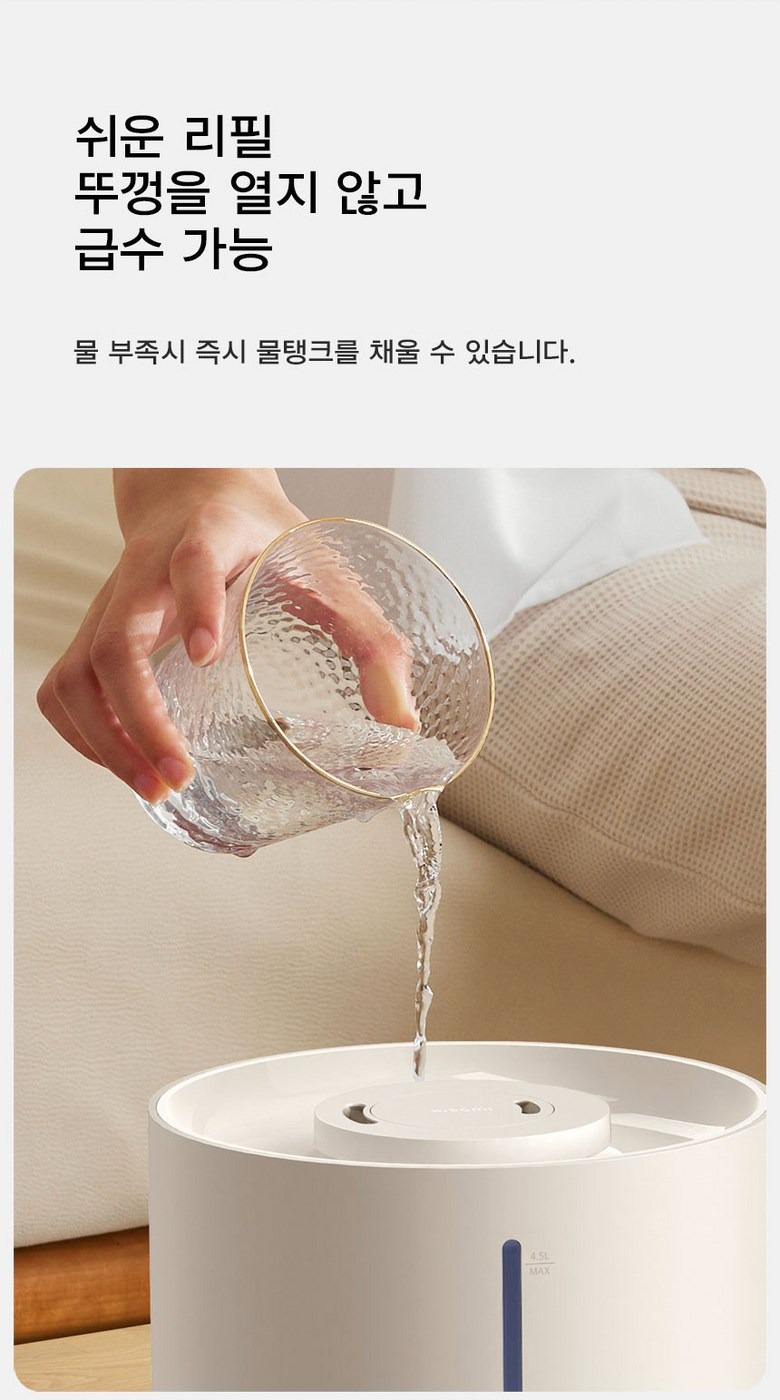 쉬운 리필
뚜껑을 열지 않고
급수 가능
물 부족시 즉시 물탱크를 채울 수 있습니다.
xiaomi
4.5L
MAX